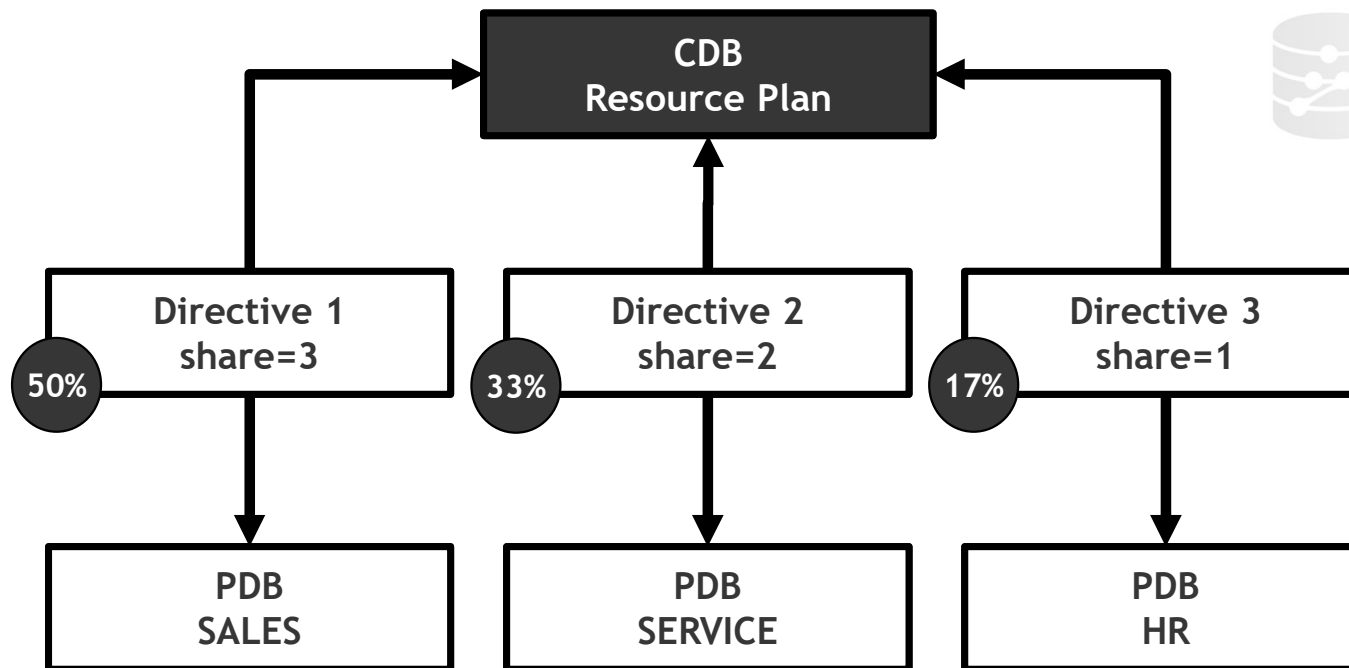 CDB
Resource Plan
Directive 1
share=3
50%
Directive 2
share=2
33%
Directive 3
share=1
17%
PDB
SALES
PDB
SERVICE
PDB
HR